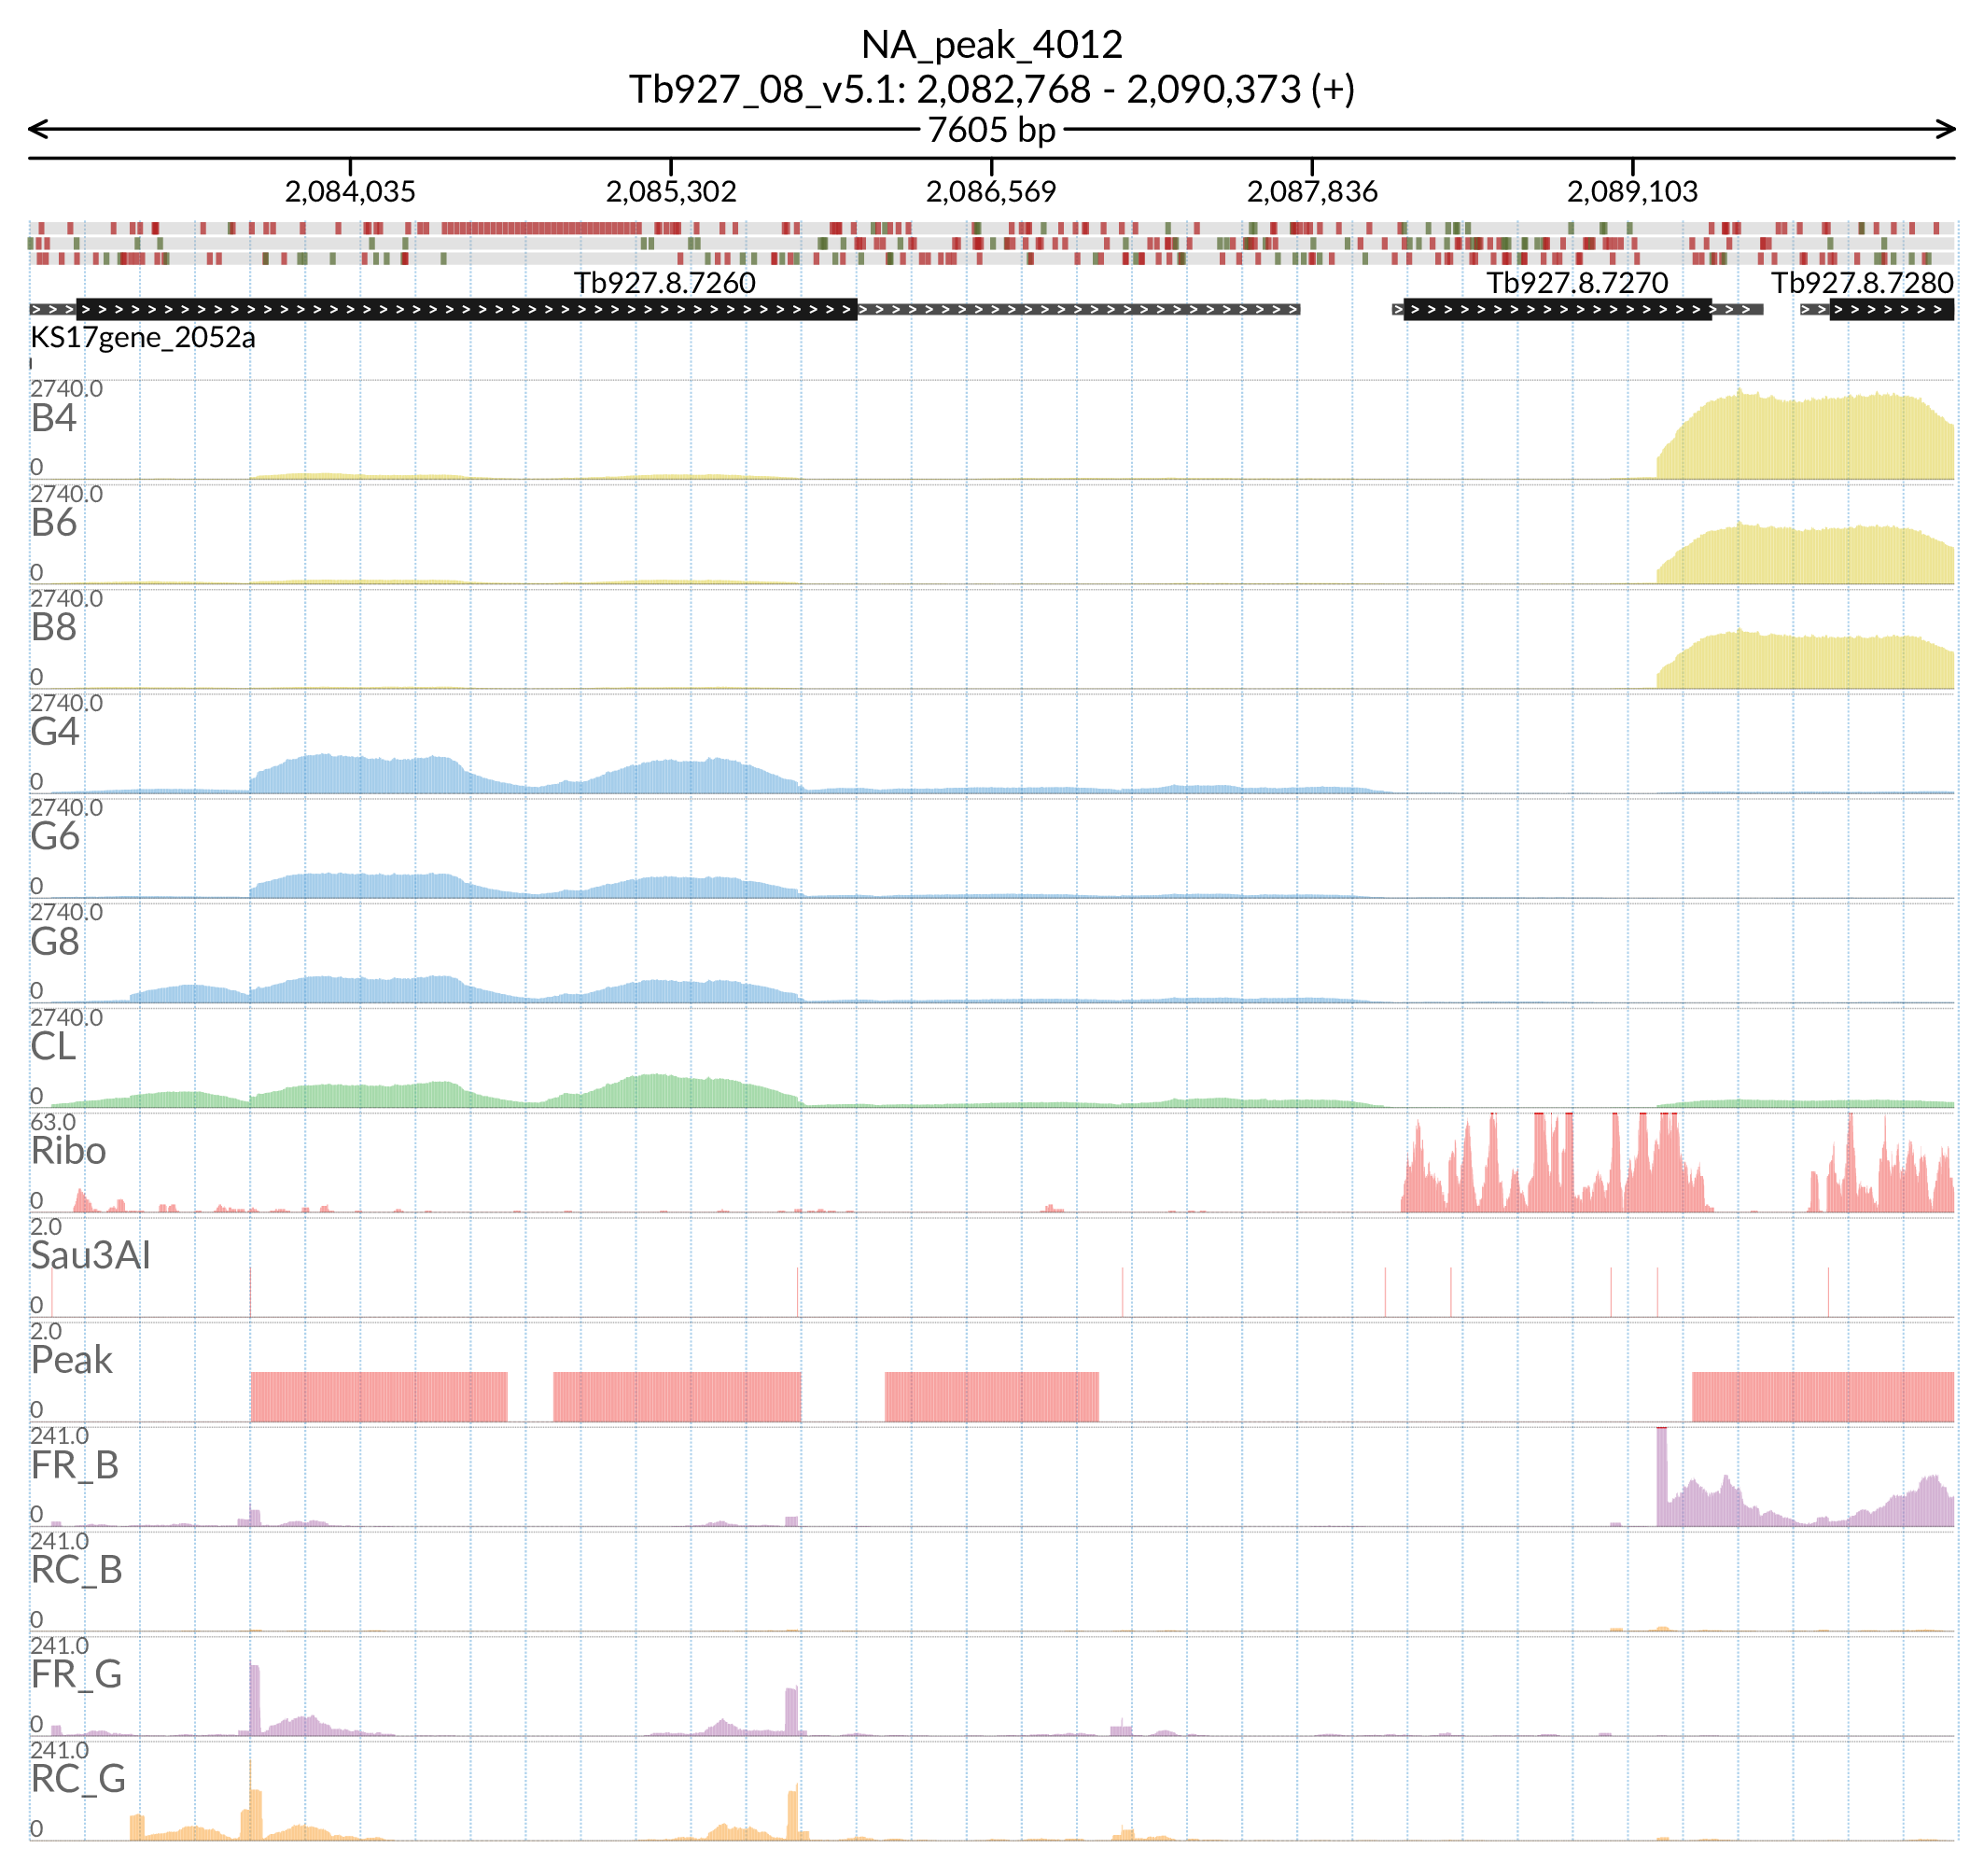 NA_peak_4012
Tb927_08_v5.1: 2,082,768 - 2,090,373 (+)
7605 bp
2,084,035 2,085,302 2,086,569 2,087,836 2,089,103
Tb927.8.7260 Tb927.8.7270 Tb927.8.7280
KS17gene_2052a
2740.0
B4
0
2740.0
B6
0
2740.0
B8
0
2740.0
G4
0
2740.0
G6
0
2740.0
G8
0
2740.0
CL
0
63.0
Ribo
0
2.0
Sau3AI
0
2.0
Peak
0
241.0
FR_B
0
241.0
RC_B
0
241.0
FR_G
0
241.0
RC_G
0